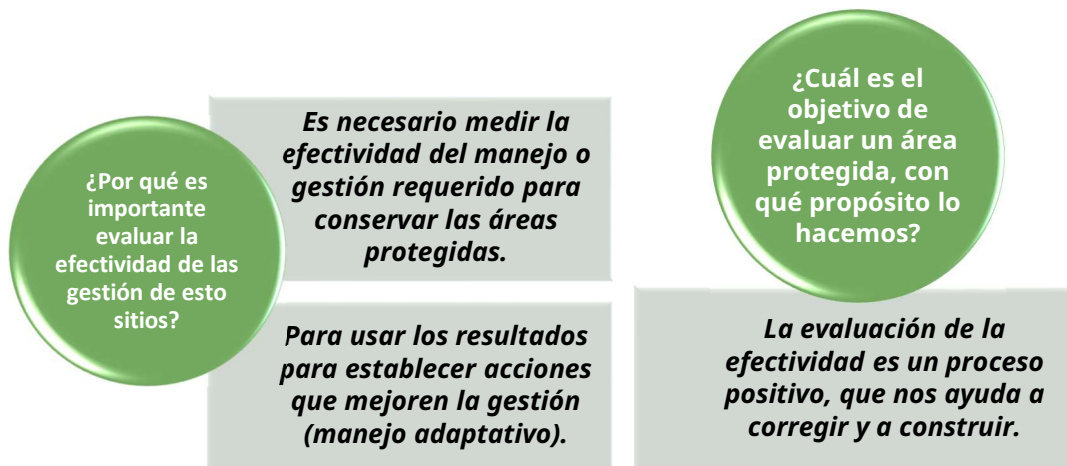 ¿Por qué es
importante
evaluar la
efectividad de las
gestión de esto
sitios?
Es necesario medir la
efectividad del manejo o
gestión requerido para
conservar las áreas
protegidas.
Para usar los resultados
para establecer acciones
que mejoren la gestión
(manejo adaptativo).
¿Cuál es el
objetivo de
evaluar un área
protegida, con
qué propósito lo
hacemos?
La evaluación de la
efectividad es un proceso
positivo, que nos ayuda a
corregir y a construir.